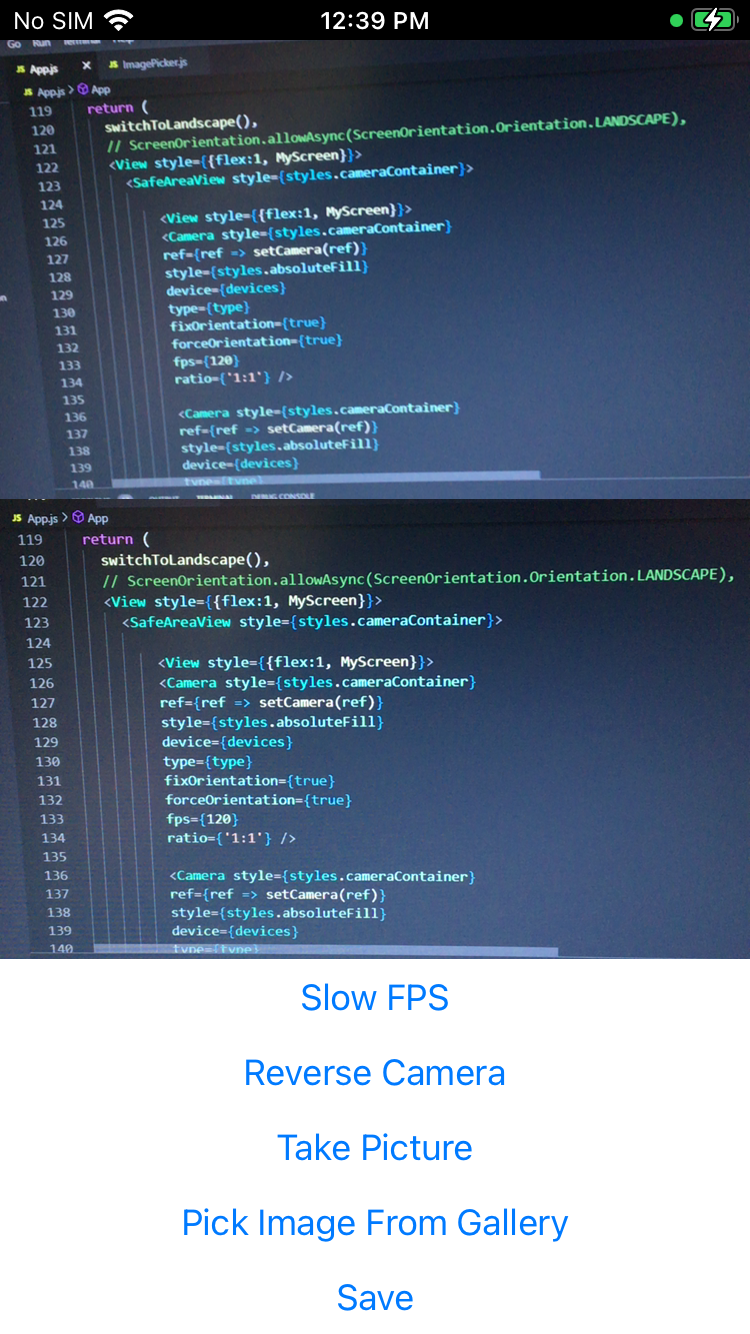 No SIM 12:39 PM
Go Run Terminal
JS App.js × JS ImagePicker.js
JS App.js > App
119 return (
120 switchToLandscape(),
121 // ScreenOrientation.allowAsync(ScreenOrientation.Orientation.LANDSCAPE),
122 <View style={{flex:1, MyScreen}}>
123 <SafeAreaView style={styles.cameraContainer}>
124
125 <View style={{flex:1, MyScreen}}>
126 <Camera style={styles.cameraContainer}
127 ref={ref => setCamera(ref)}
128 style={styles.absoluteFill}
129 device={devices}
130 type={type}
131 fixOrientation={true}
132 forceOrientation={true}
133 fps={120}
134 ratio={'1:1'} />
135
136 <Camera style={styles.cameraContainer}
137 ref={ref => setCamera(ref)}
138 style={styles.absoluteFill}
139 device={devices}
140 type={type}
OUTPUT TERMINAL DEBUG CONSOLE
JS App.js > App
119 return (
120 switchToLandscape(),
121 // ScreenOrientation.allowAsync(ScreenOrientation.Orientation.LANDSCAPE),
122 <View style={{flex:1, MyScreen}}>
123 <SafeAreaView style={styles.cameraContainer}>
124
125 <View style={{flex:1, MyScreen}}>
126 <Camera style={styles.cameraContainer}
127 ref={ref => setCamera(ref)}
128 style={styles.absoluteFill}
129 device={devices}
130 type={type}
131 fixOrientation={true}
132 forceOrientation={true}
133 fps={120}
134 ratio={'1:1'} />
135
136 <Camera style={styles.cameraContainer}
137 ref={ref => setCamera(ref)}
138 style={styles.absoluteFill}
139 device={devices}
140 type={type}
Slow FPS
Reverse Camera
Take Picture
Pick Image From Gallery
Save